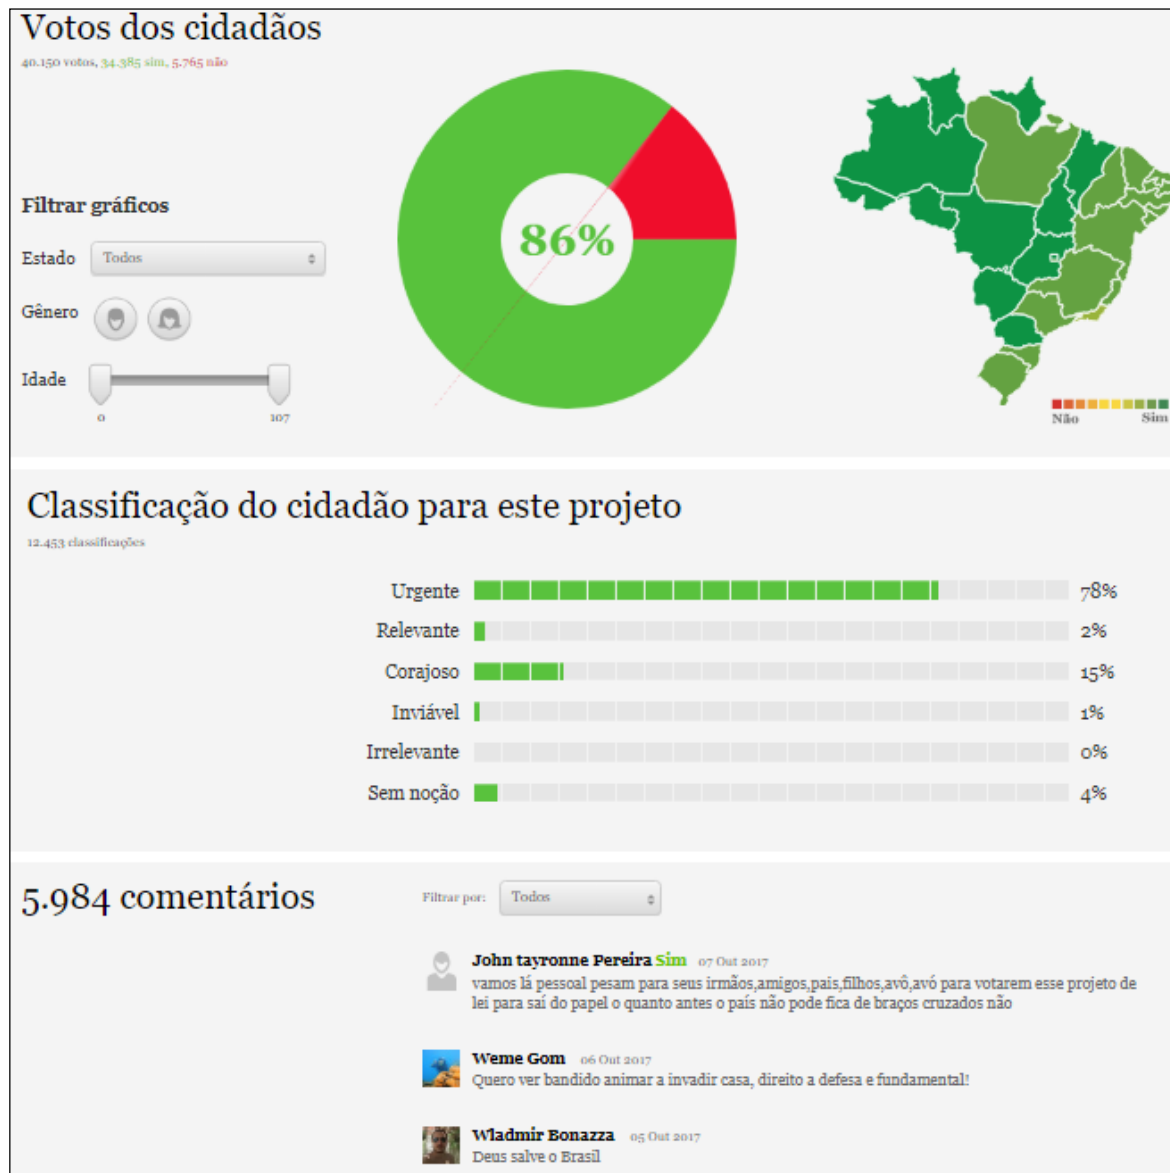 Votos dos cidadãos
40.150 votos, 34.385 sim, 5.765 não
86%
Filtrar gráficos
Estado Todos
Gênero
Idade
0 107
Não Sim
Classificação do cidadão para este projeto
12.453 classificações
Urgente 78%
Relevante 2%
Corajoso 15%
Inviável 1%
Irrelevante 0%
Sem noção 4%
5.984 comentários
Filtrar por: Todos
John tayronne Pereira Sim 07 Out 2017
vamos lá pessoal pesam para seus irmãos,amigos,pais,filhos,avô,avó para votarem esse projeto de
lei para saí do papel o quanto antes o país não pode fica de braços cruzados não
Weme Gom 06 Out 2017
Quero ver bandido animar a invadir casa, direito a defesa e fundamental!
Wladmir Bonazza 05 Out 2017
Deus salve o Brasil